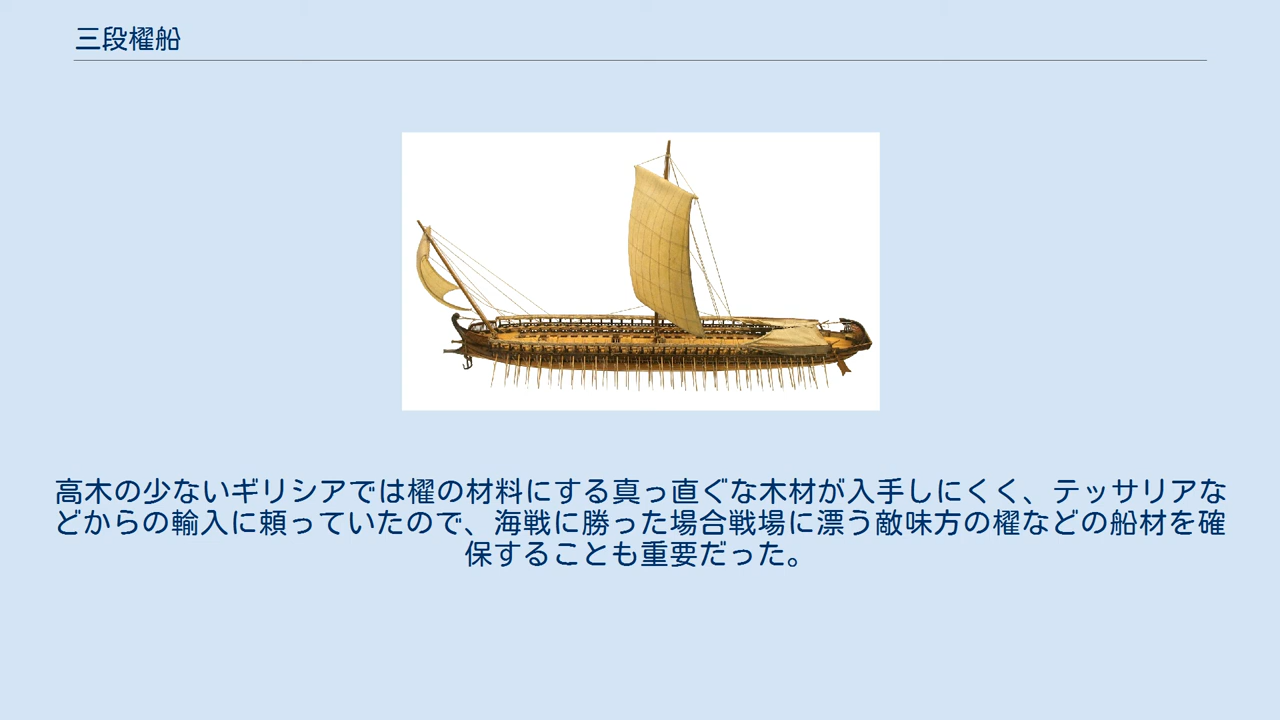 三段櫂船
高木の少ないギリシアでは櫂の材料にする真っ直ぐな木材が入手しにくく、テッサリアな
どからの輸入に頼っていたので、海戦に勝った場合戦場に漂う敵味方の櫂などの船材を確
保することも重要だった。